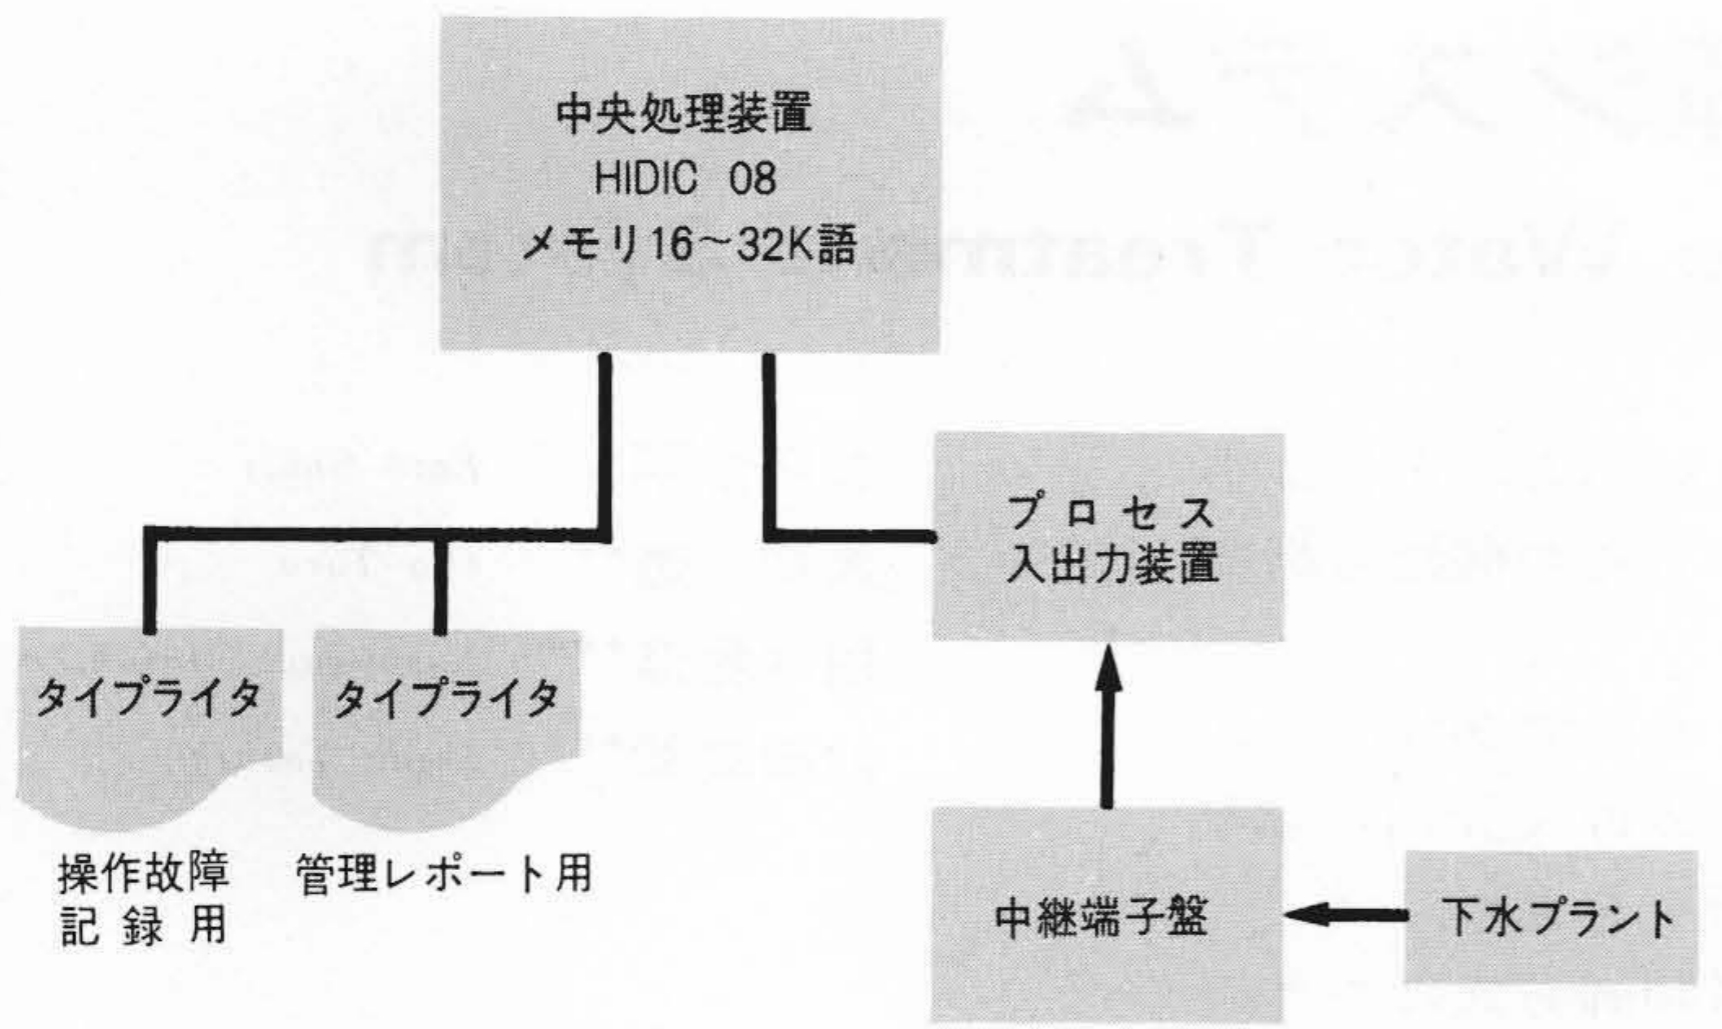 中央処理装置
HIDIC 08
メモリ16〜32K語
プロセス
入出力装置
タイプライタ
タイプライタ
操作故障
記録用
管理レポート用
中継端子盤
下水プラント